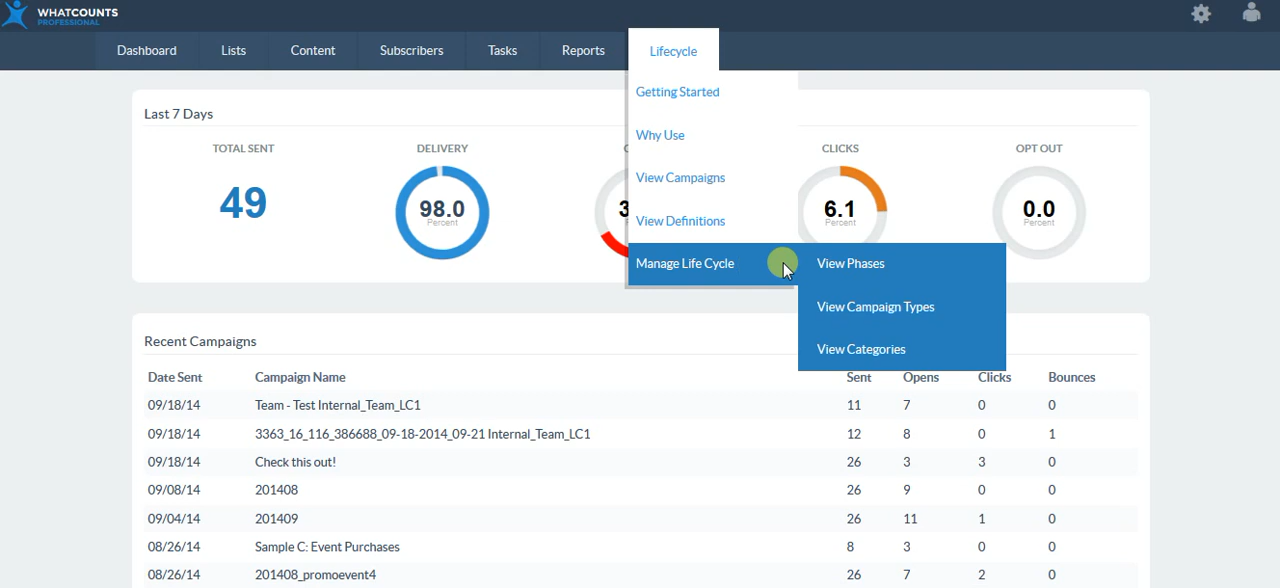 WHATCOUNTS
PROFESSIONAL
Dashboard Lists Content Subscribers Tasks Reports Lifecycle
Getting Started
Why Use
View Campaigns
View Definitions
Manage Life Cycle
View Phases
View Campaign Types
View Categories
Last 7 Days
TOTAL SENT DELIVERY CLICKS OPT OUT
49 98.0 3 6.1 0.0
Percent Percent Percent
Recent Campaigns
Date Sent Campaign Name Sent Opens Clicks Bounces
09/18/14 Team - Test Internal_Team_LC1 11 7 0 0
09/18/14 3363_16_116_386688_09-18-2014_09-21 Internal_Team_LC1 12 8 0 1
09/18/14 Check this out! 26 3 3 0
09/08/14 201408 26 9 0 0
09/04/14 201409 26 11 1 0
08/26/14 Sample C: Event Purchases 8 3 0 0
08/26/14 201408_promoevent4 26 7 2 0